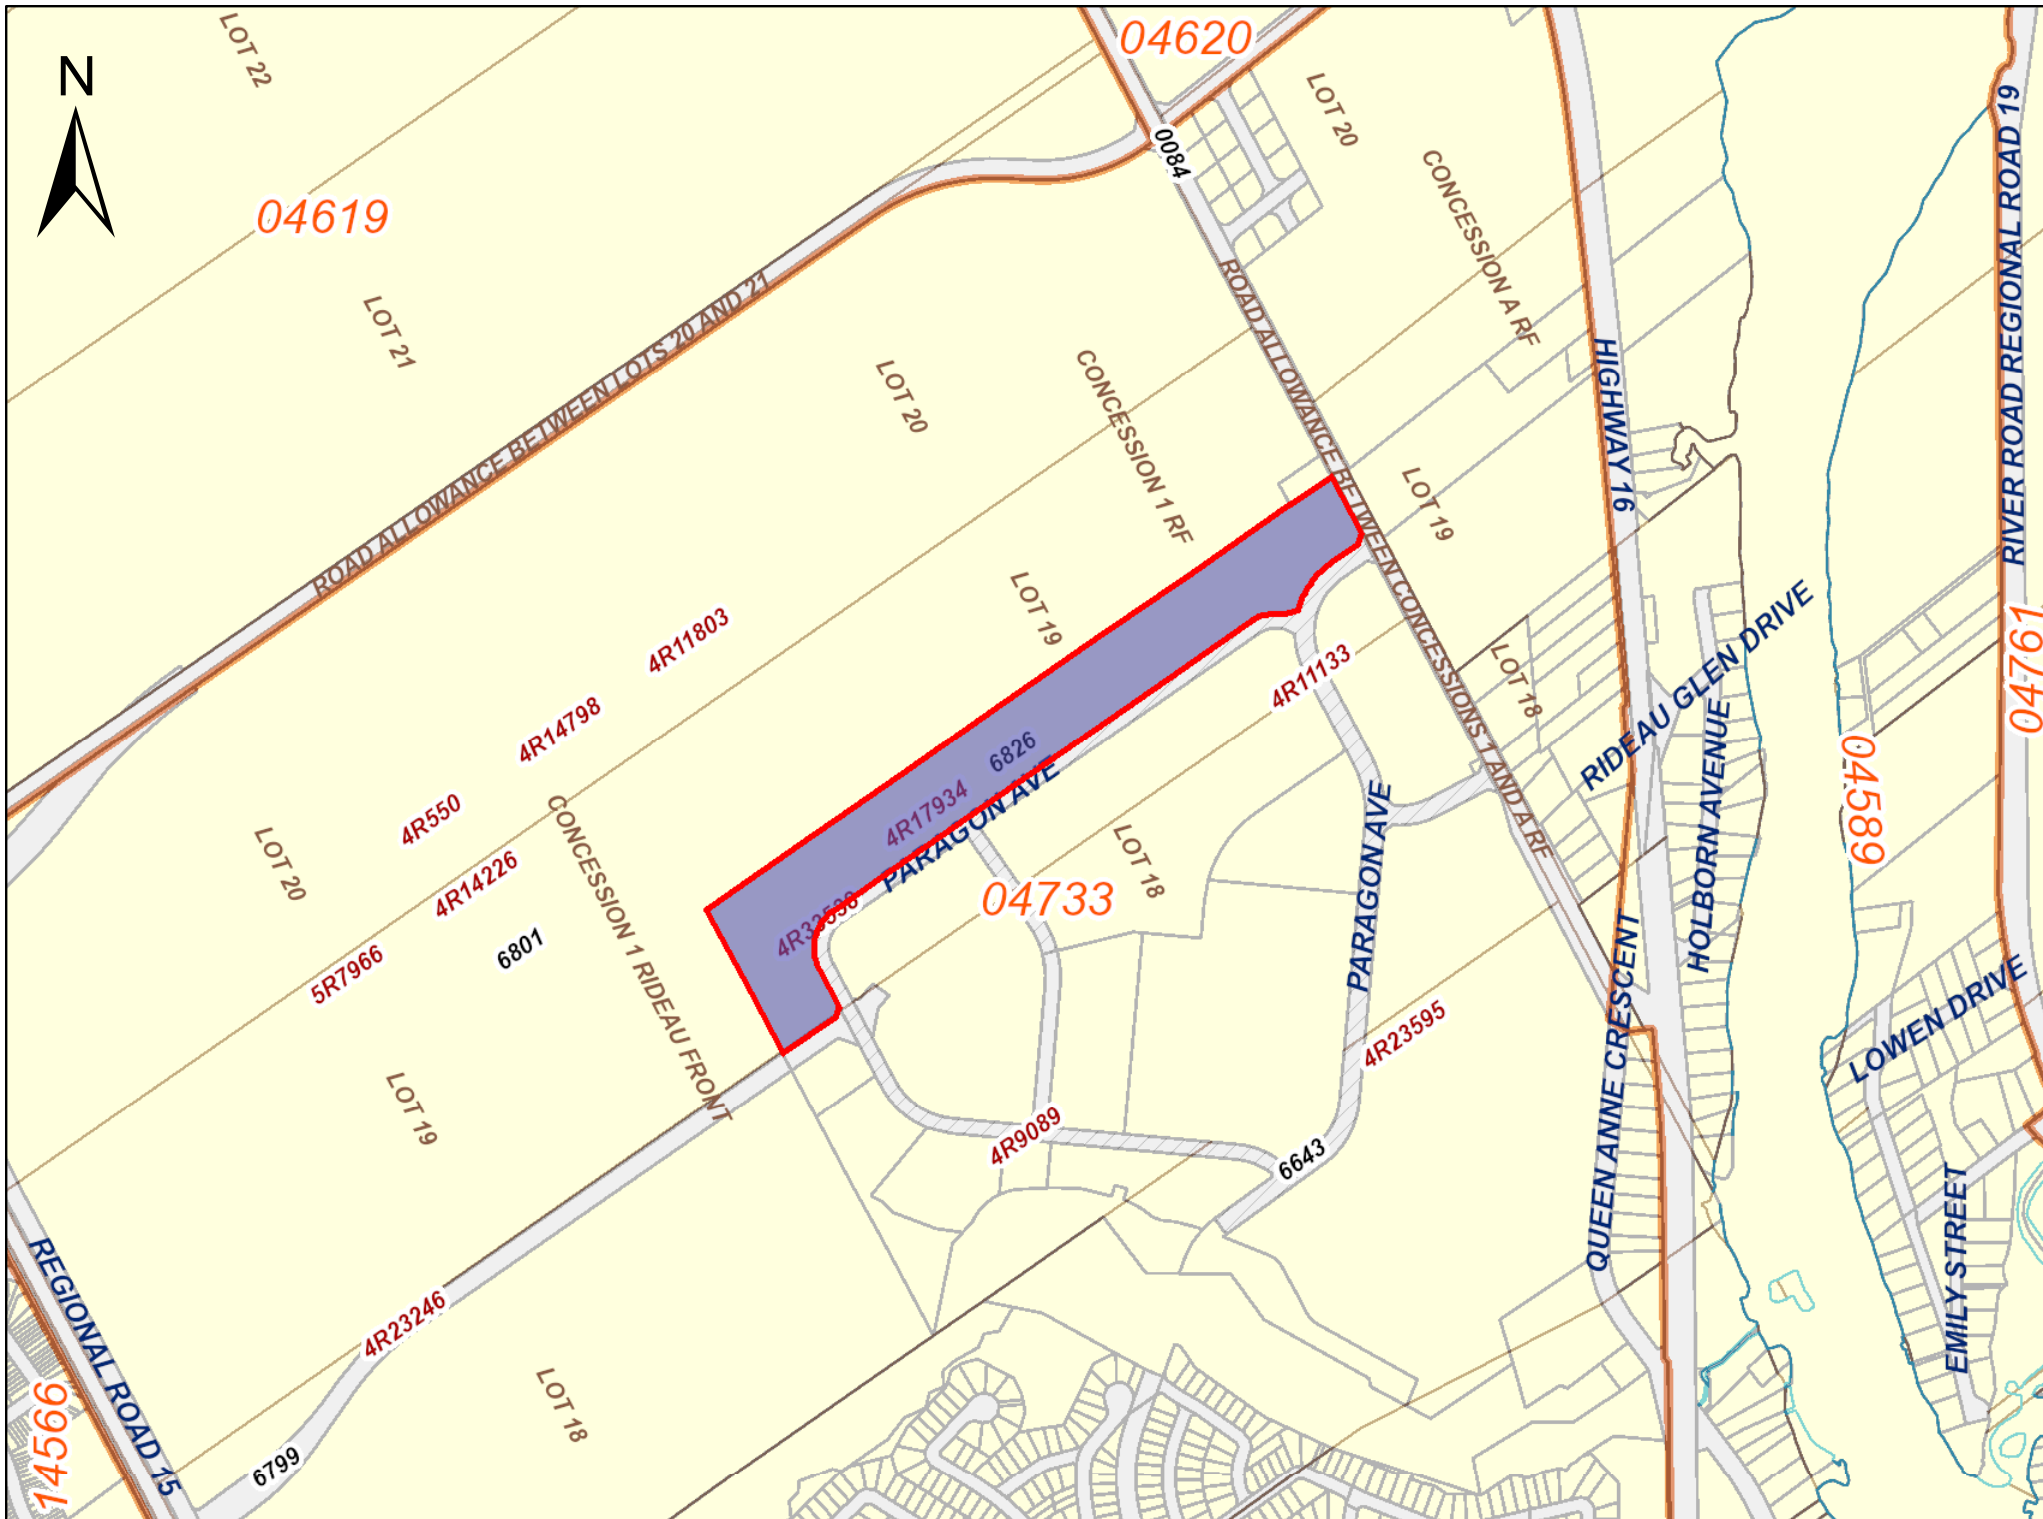 LOT 22
04620
N
LOT 20
RIVER ROAD REGIONAL ROAD 19
0084
04619
CONCESSION A RF
ROAD ALLOWANCE BETWEEN LOTS 20 AND 21
ROAD ALLOWANCE BETWEEN CONCESSIONS 1 AND A RF
LOT 21
LOT 20
CONCESSION 1 RF
HIGHWAY 16
LOT 19
LOT 19
4R11803
4R11133
LOT 18
RIDEAU GLEN DRIVE
04761
4R14798
6826
HOLBORN AVENUE
4R550
4R17934
PARAGON AVE
PARAGON AVE
04589
LOT 20
4R14226
CONCESSION 1 RIDEAU FRONT
04733
LOT 18
6801
5R7966
QUEEN ANNE CRESCENT
LOWEN DRIVE
4R23595
LOT 19
4R9089
6643
EMILY STREET
REGIONAL ROAD 15
4R23246
LOT 18
14566
6799